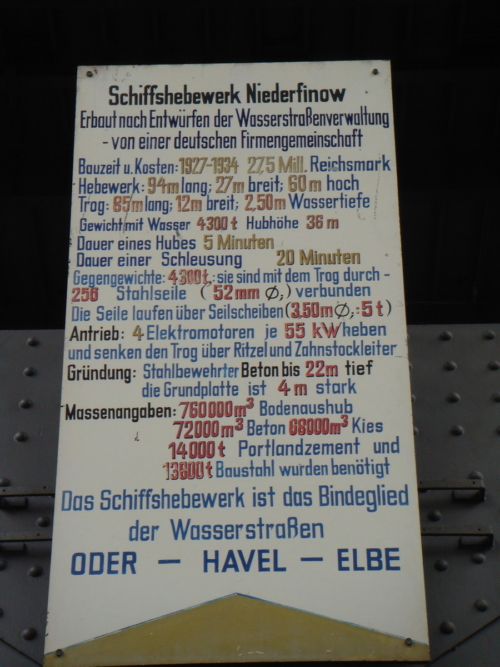 Schiffshebewerk Niederfinow
Erbaut nach Entwürfen der Wasserstraßenverwaltung
- von einer deutschen Firmengemeinschaft
Bauzeit u. Kosten: 1927-1934 27,5 Mill. Reichsmark
Hebewerk: 94m lang; 27m breit; 60m hoch
Trog: 85m lang; 12m breit; 2,50m Wassertiefe
Gewicht mit Wasser 4300t Hubhöhe 36m
Dauer eines Hubes 5 Minuten
Dauer einer Schleusung 20 Minuten
Gegengewichte: 4300t.: sie sind mit dem Trog durch -
256 Stahlseile (52mm Ø,) verbunden
Die Seile laufen über Seilscheiben (3.50m Ø,: 5t)
Antrieb: 4 Elektromotoren je 55 kW heben
und senken den Trog über Ritzel und Zahnstockleiter
Gründung: Stahlbewehrter Beton bis 22m tief
die Grundplatte ist 4m stark
Massenangaben: 760000m³ Bodenaushub
72000m³ Beton 68000m³ Kies
14000t Portlandzement und
13800t Baustahl wurden benötigt
Das Schiffshebewerk ist das Bindeglied
der Wasserstraßen
ODER - HAVEL - ELBE